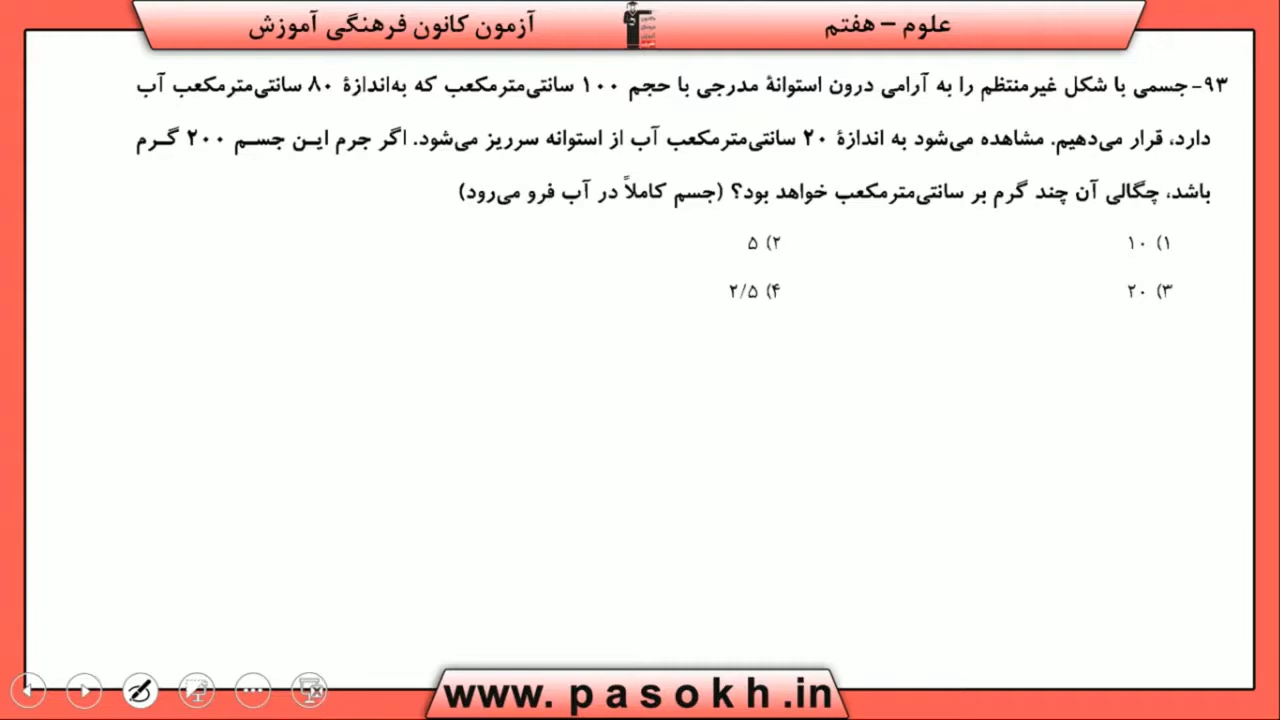 علوم – هفتم
آزمون کانون فرهنگی آموزش
۹۳- جسمی با شکل غیرمنتظم را به آرامی درون استوانهٔ مدرجی با حجم ۱۰۰ سانتی‌مترمکعب که به‌اندازهٔ ۸۰ سانتی‌مترمکعب آب
دارد، قرار می‌دهیم. مشاهده می‌شود به اندازهٔ ۲۰ سانتی‌مترمکعب آب از استوانه سرریز می‌شود. اگر جرم ایـن جسـم ۲۰۰ گـرم
باشد، چگالی آن چند گرم بر سانتی‌مترمکعب خواهد بود؟ (جسم کاملاً در آب فرو می‌رود)
۱) ۱۰
۲) ۵
۳) ۲۰
۴) ۲/۵
www. p a s o k h .in